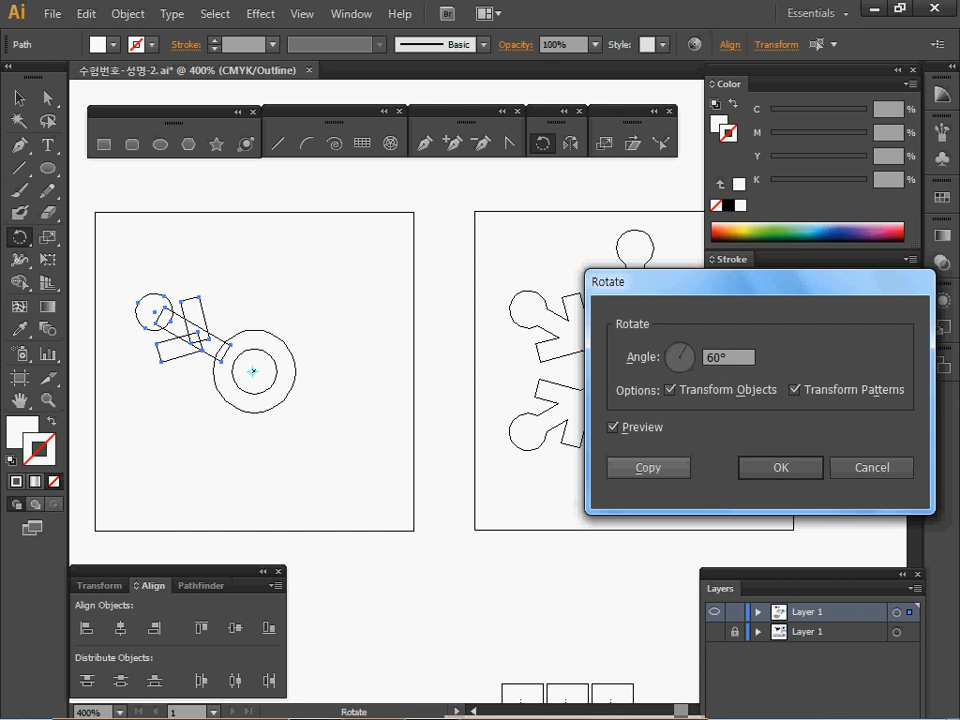 Ai File Edit Object Type Select Effect View Window Help Br Essentials
Path Stroke: Basic Opacity: 100% Style: Align Transform
수험번호-성명-2.ai* @ 400% (CMYK/Outline) ×
Color
C %
M %
Y %
K %
Stroke
Rotate
Rotate
Angle: 60°
Options: Transform Objects Transform Patterns
Preview
Copy OK Cancel
Transform Align Pathfinder
Align Objects:
Distribute Objects:
Layers
Layer 1
Layer 1
400% 1 Rotate